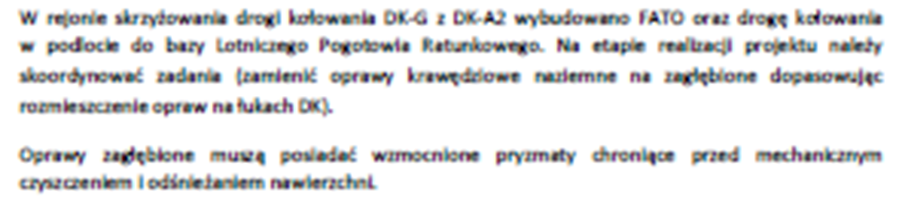 W rejonie skrzyżowania drogi kołowania DK-G z DK-A2 wybudowano FATO oraz drogę kołowania
w podlocie do bazy Lotniczego Pogotowia Ratunkowego. Na etapie realizacji projektu należy
skoordynować zadania (zamienić oprawy krawędziowe naziemne na zagłębione dopasowując
rozmieszczenie opraw na łukach DK).
Oprawy zagłębione muszą posiadać wzmocnione pryzmaty chroniące przed mechanicznym
czyszczeniem i odśnieżaniem nawierzchni.